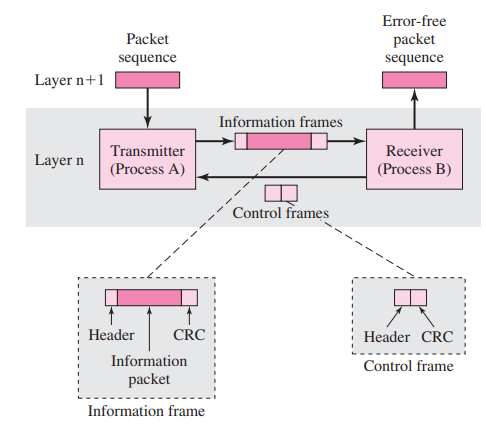 Packet
sequence
Error-free
packet
sequence
Layer n+1
Information frames
Layer n
Transmitter
(Process A)
Receiver
(Process B)
Control frames
Header
CRC
Information
packet
Information frame
Header
CRC
Control frame